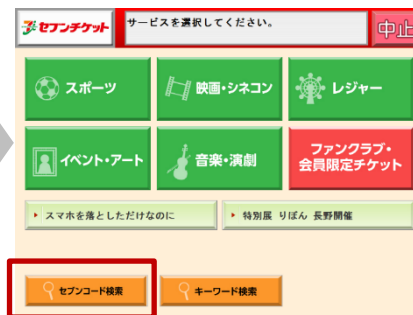 セブンチケット
サービスを選択してください。
中止
スポーツ
映画・シネコン
レジャー
イベント・アート
音楽・演劇
ファンクラブ・
会員限定チケット
スマホを落としただけなのに
特別展 りぼん 長野開催
セブンコード検索
キーワード検索